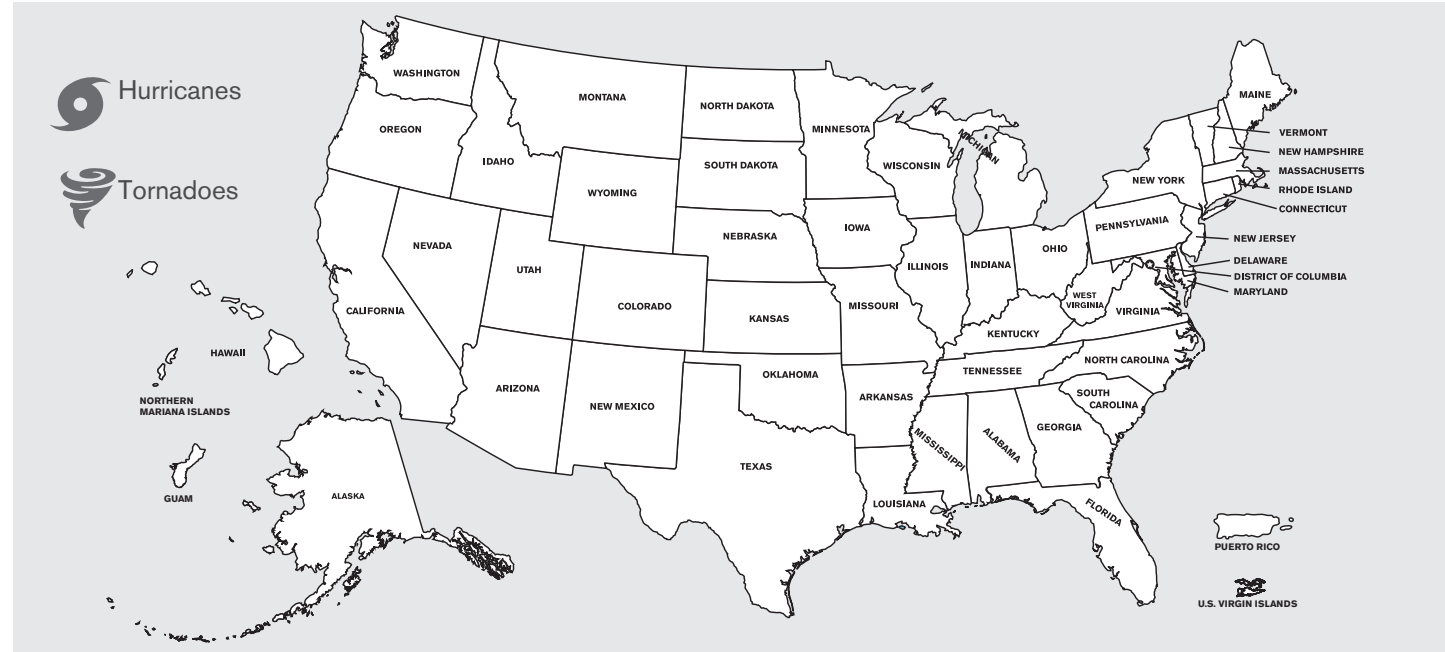 Hurricanes
Tornadoes
WASHINGTON
OREGON
IDAHO
MONTANA
NORTH DAKOTA
MINNESOTA
SOUTH DAKOTA
WYOMING
WISCONSIN
MICHIGAN
MAINE
VERMONT
NEW HAMPSHIRE
MASSACHUSETTS
RHODE ISLAND
CONNECTICUT
NEW YORK
PENNSYLVANIA
NEW JERSEY
DELAWARE
DISTRICT OF COLUMBIA
MARYLAND
NEVADA
UTAH
COLORADO
NEBRASKA
IOWA
ILLINOIS
INDIANA
OHIO
WEST
VIRGINIA
VIRGINIA
CALIFORNIA
KANSAS
MISSOURI
KENTUCKY
ARIZONA
NEW MEXICO
OKLAHOMA
ARKANSAS
TENNESSEE
NORTH CAROLINA
SOUTH
CAROLINA
TEXAS
LOUISIANA
MISSISSIPPI
ALABAMA
GEORGIA
FLORIDA
HAWAII
NORTHERN
MARIANA ISLANDS
GUAM
ALASKA
PUERTO RICO
U.S. VIRGIN ISLANDS